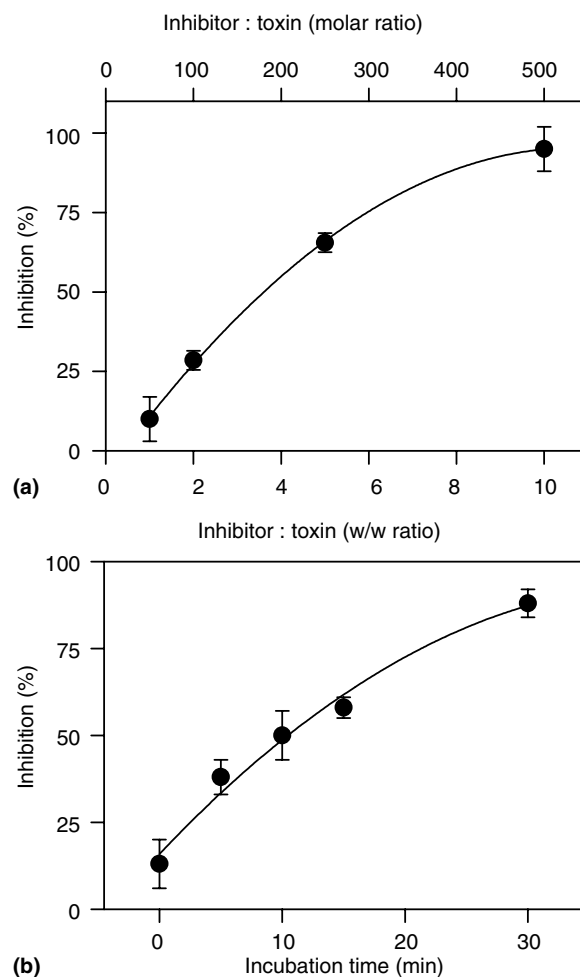 Inhibitor : toxin (molar ratio)
0 100 200 300 400 500
100
75
50
25
0
Inhibition (%)
(a)
0 2 4 6 8 10
Inhibitor : toxin (w/w ratio)
100
75
50
25
0
Inhibition (%)
0 10 20 30
(b)
Incubation time (min)